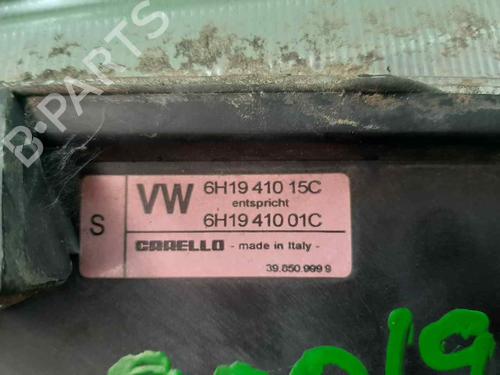 B-PARTS
VW 6H19 410 15C
entspricht
S
6H19 410 01C
CARELLO - made in Italy -
39.850.999 9